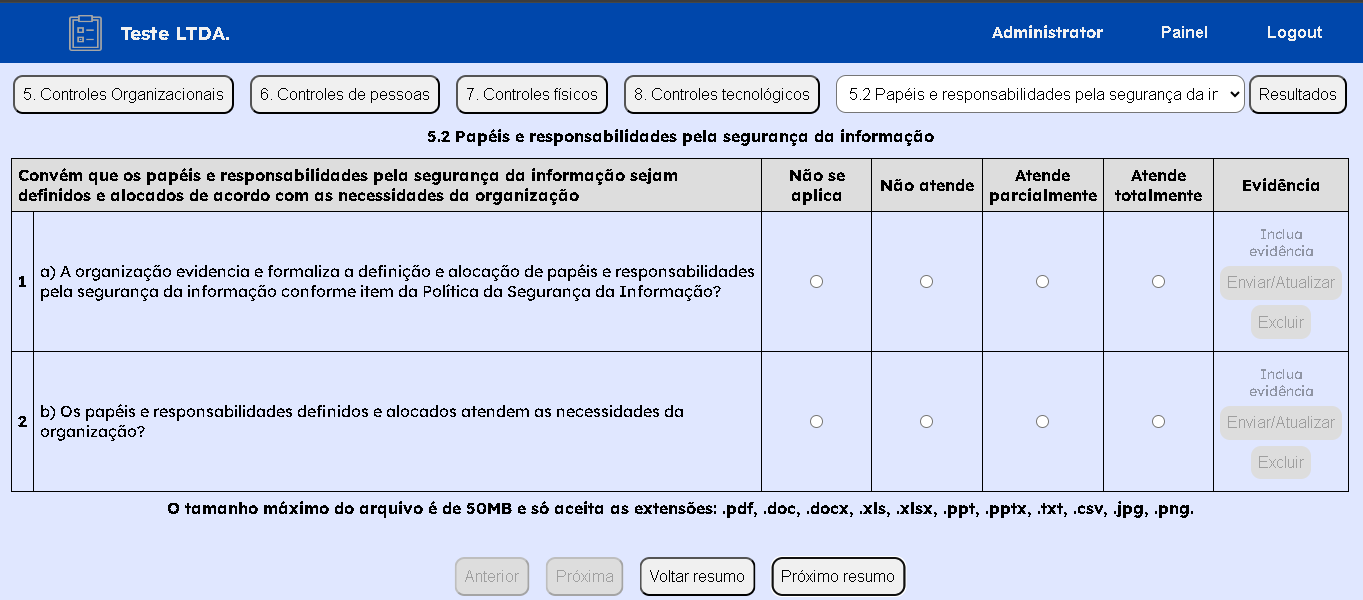 Teste LTDA.
Administrator
Painel
Logout
5. Controles Organizacionais
6. Controles de pessoas
7. Controles físicos
8. Controles tecnológicos
5.2 Papéis e responsabilidades pela segurança da ir
Resultados
5.2 Papéis e responsabilidades pela segurança da informação
Convém que os papéis e responsabilidades pela segurança da informação sejam
definidos e alocados de acordo com as necessidades da organização
Não se
aplica
Não atende
Atende
parcialmente
Atende
totalmente
Evidência
1
a) A organização evidencia e formaliza a definição e alocação de papéis e responsabilidades
pela segurança da informação conforme item da Política da Segurança da Informação?
Inclua
evidência
Enviar/Atualizar
Excluir
2
b) Os papéis e responsabilidades definidos e alocados atendem as necessidades da
organização?
Inclua
evidência
Enviar/Atualizar
Excluir
O tamanho máximo do arquivo é de 50MB e só aceita as extensões: .pdf, .doc, .docx, .xls, .xlsx, .ppt, .pptx, .txt, .csv, .jpg, .png.
Anterior
Próxima
Voltar resumo
Próximo resumo